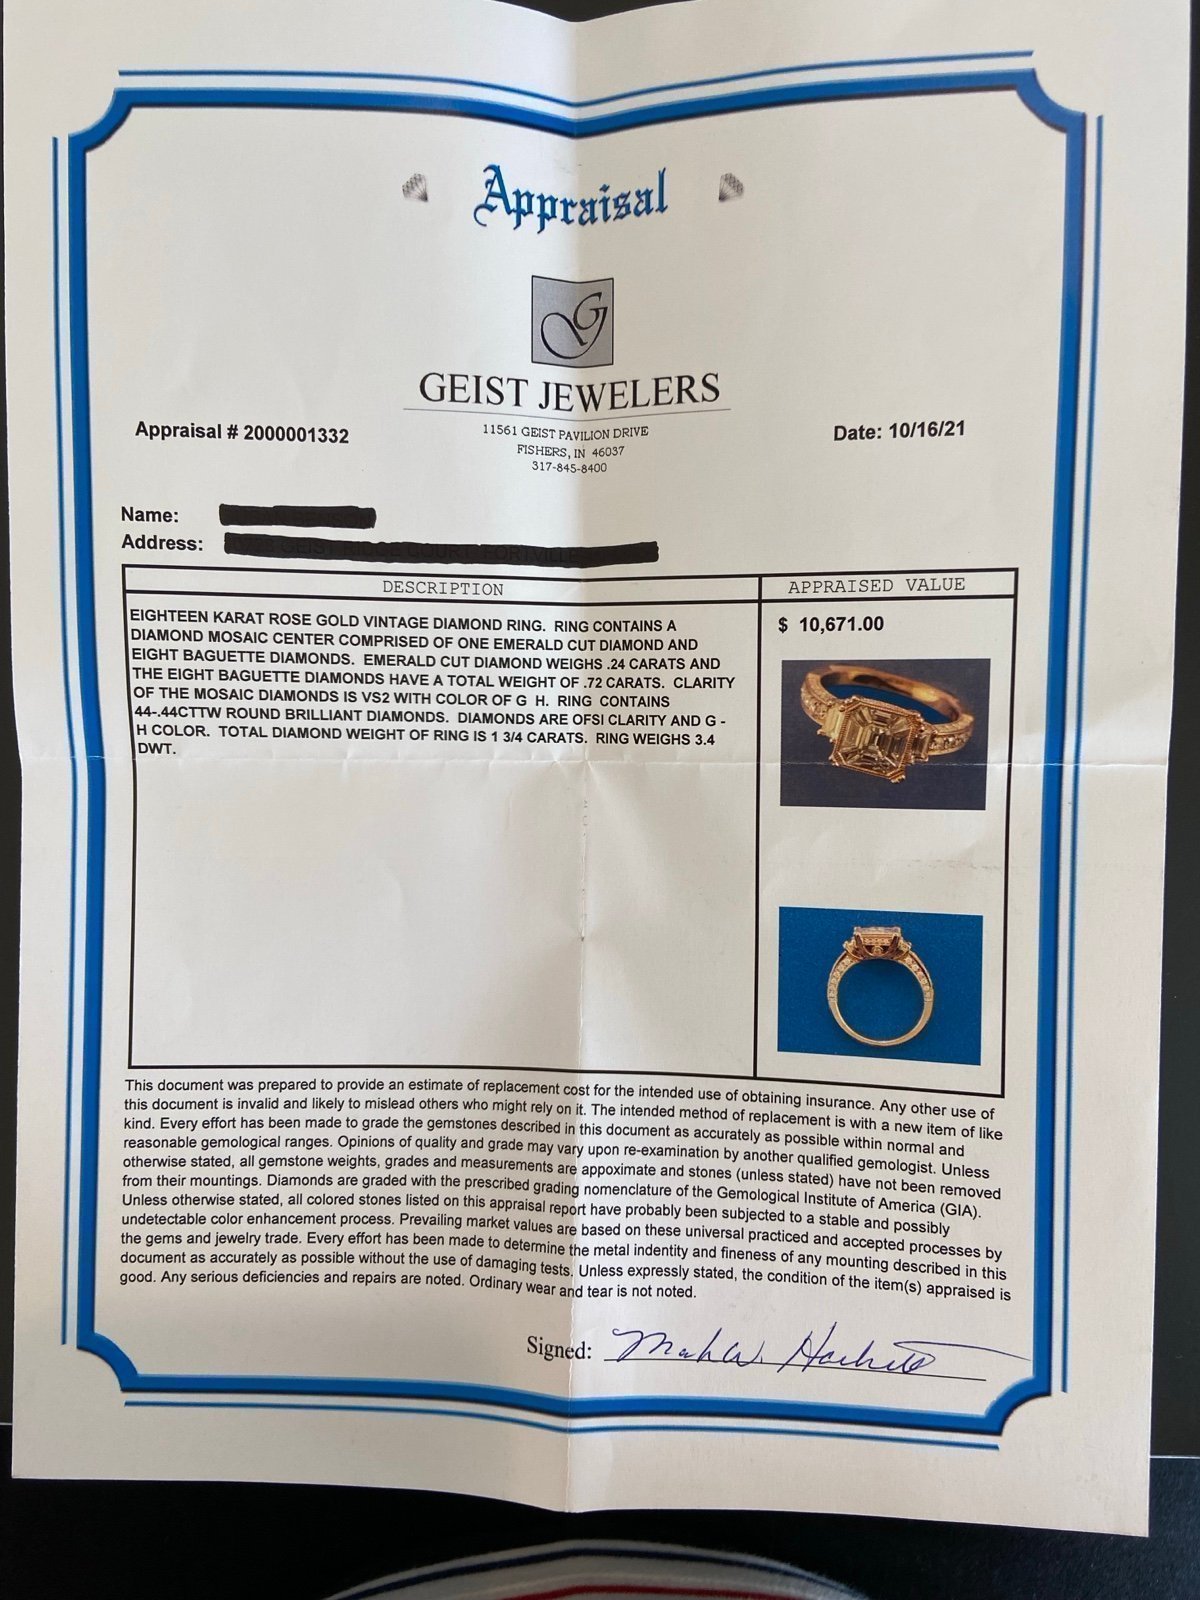 Appraisal
G
GEIST JEWELERS
11561 GEIST PAVILION DRIVE
FISHERS, IN 46037
317-845-8400
Appraisal # 2000001332
Date: 10/16/21
Name:
Address:
DESCRIPTION
APPRAISED VALUE
EIGHTEEN KARAT ROSE GOLD VINTAGE DIAMOND RING. RING CONTAINS A
DIAMOND MOSAIC CENTER COMPRISED OF ONE EMERALD CUT DIAMOND AND
EIGHT BAGUETTE DIAMONDS. EMERALD CUT DIAMOND WEIGHS .24 CARATS AND
THE EIGHT BAGUETTE DIAMONDS HAVE A TOTAL WEIGHT OF .72 CARATS. CLARITY
OF THE MOSAIC DIAMONDS IS VS2 WITH COLOR OF G H. RING CONTAINS
44-.44CTTW ROUND BRILLIANT DIAMONDS. DIAMONDS ARE OFSI CLARITY AND G -
H COLOR. TOTAL DIAMOND WEIGHT OF RING IS 1 3/4 CARATS. RING WEIGHS 3.4
DWT.
$ 10,671.00
This document was prepared to provide an estimate of replacement cost for the intended use of obtaining insurance. Any other use of
this document is invalid and likely to mislead others who might rely on it. The intended method of replacement is with a new item of like
kind. Every effort has been made to grade the gemstones described in this document as accurately as possible within normal and
reasonable gemological ranges. Opinions of quality and grade may vary upon re-examination by another qualified gemologist. Unless
otherwise stated, all gemstone weights, grades and measurements are appoximate and stones (unless stated) have not been removed
from their mountings. Diamonds are graded with the prescribed grading nomenclature of the Gemological Institute of America (GIA).
Unless otherwise stated, all colored stones listed on this appraisal report have probably been subjected to a stable and possibly
undetectable color enhancement process. Prevailing market values are based on these universal practiced and accepted processes by
the gems and jewelry trade. Every effort has been made to determine the metal indentity and fineness of any mounting described in this
document as accurately as possible without the use of damaging tests. Unless expressly stated, the condition of the item(s) appraised is
good. Any serious deficiencies and repairs are noted. Ordinary wear and tear is not noted.
Signed: